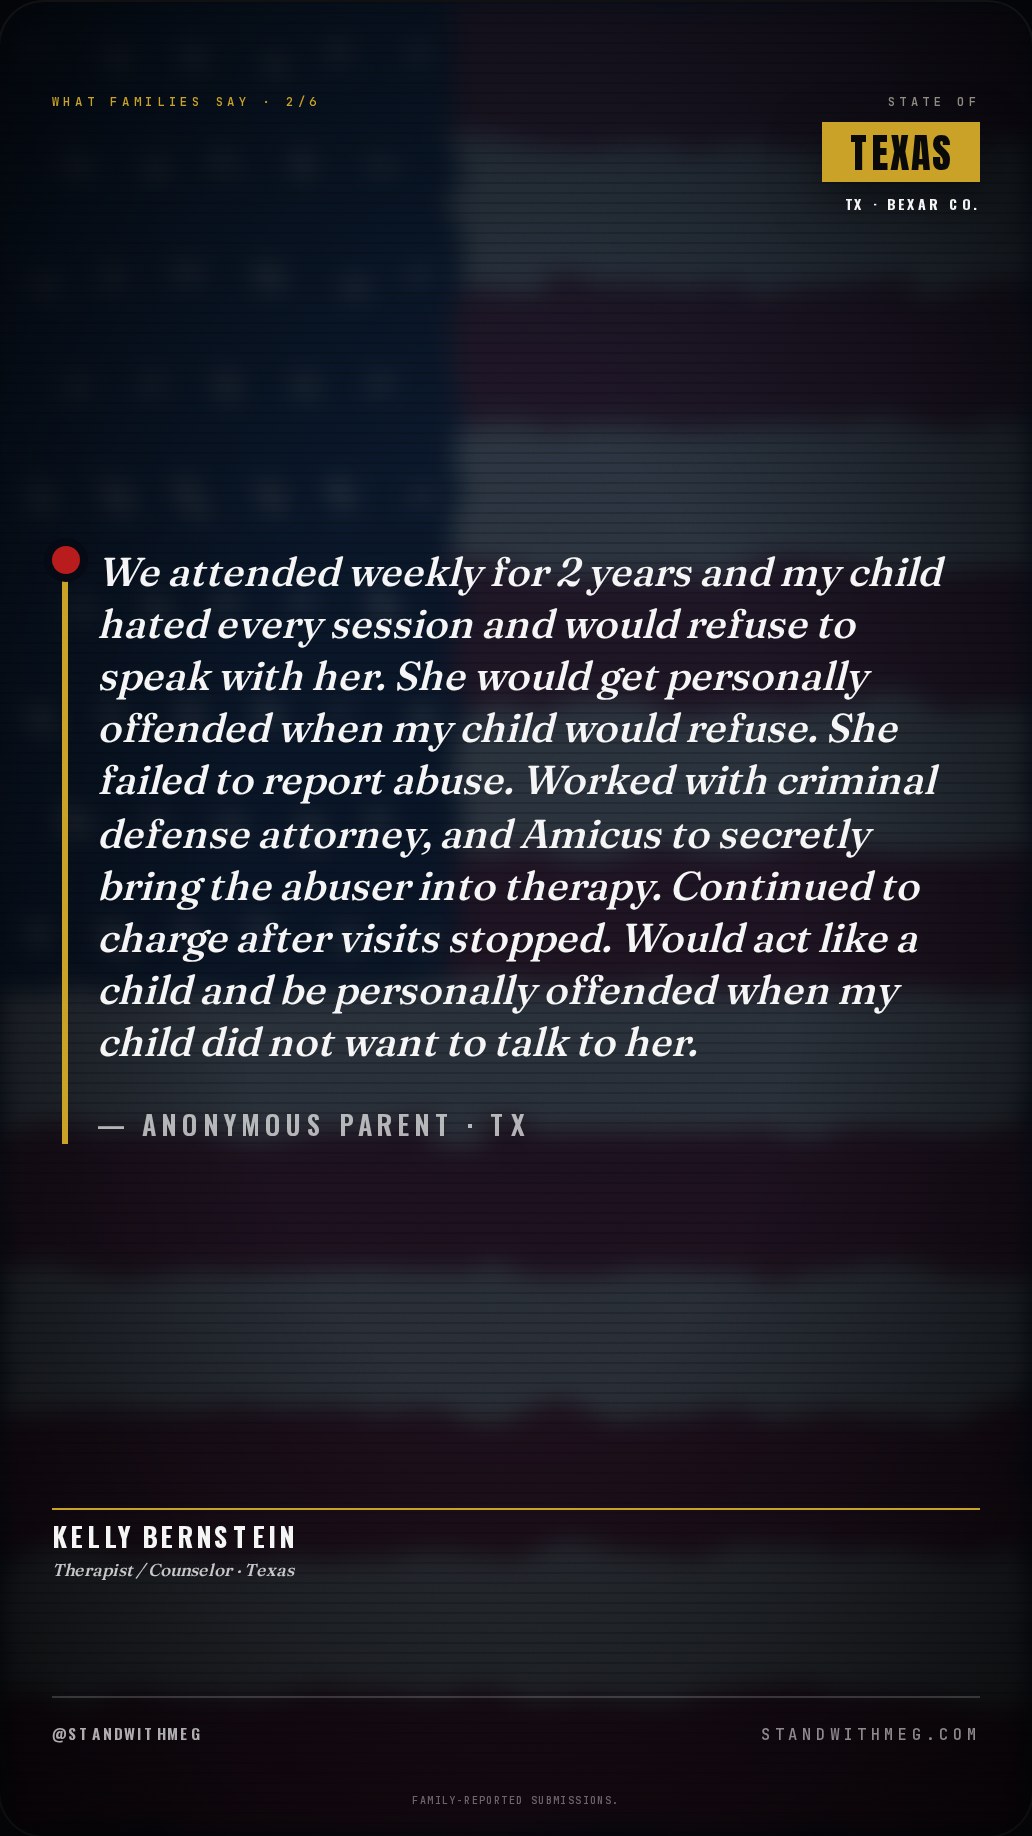 WHAT FAMILIES SAY · 2/6
STATE OF
TEXAS
TX · BEXAR CO.
We attended weekly for 2 years and my child
hated every session and would refuse to
speak with her. She would get personally
offended when my child would refuse. She
failed to report abuse. Worked with criminal
defense attorney, and Amicus to secretly
bring the abuser into therapy. Continued to
charge after visits stopped. Would act like a
child and be personally offended when my
child did not want to talk to her.
— ANONYMOUS PARENT · TX
KELLY BERNSTEIN
Therapist / Counselor · Texas
@STANDWITHMEG
STANDWITHMEG.COM
FAMILY-REPORTED SUBMISSIONS.